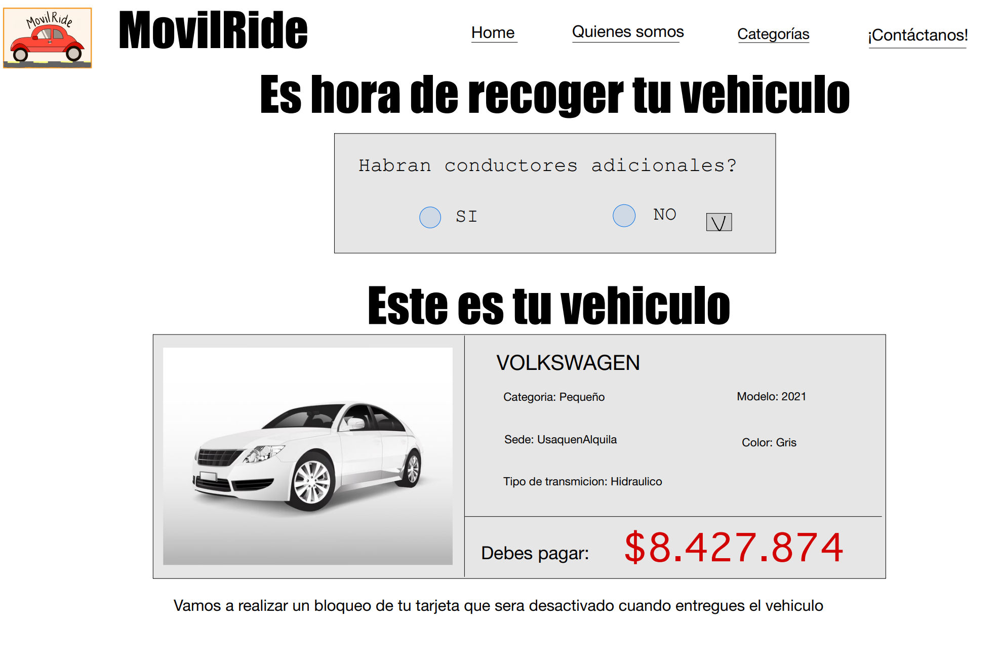 MovilRide
MovilRide
Home
Quienes somos
Categorías
¡Contáctanos!
Es hora de recoger tu vehiculo
Habran conductores adicionales?
SI
NO
V
Este es tu vehiculo
VOLKSWAGEN
Categoria: Pequeño
Modelo: 2021
Sede: UsaquenAlquila
Color: Gris
Tipo de transmicion: Hidraulico
Debes pagar:
$8.427.874
Vamos a realizar un bloqueo de tu tarjeta que sera desactivado cuando entregues el vehiculo